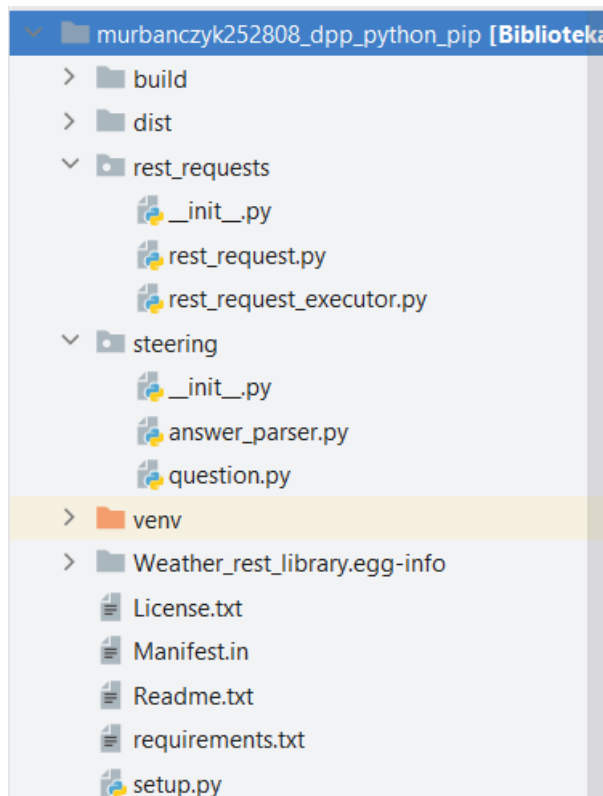 murbanczyk252808_dpp_python_pip [Biblioteka
build
dist
rest_requests
__init__.py
rest_request.py
rest_request_executor.py
steering
__init__.py
answer_parser.py
question.py
venv
Weather_rest_library.egg-info
License.txt
Manifest.in
Readme.txt
requirements.txt
setup.py